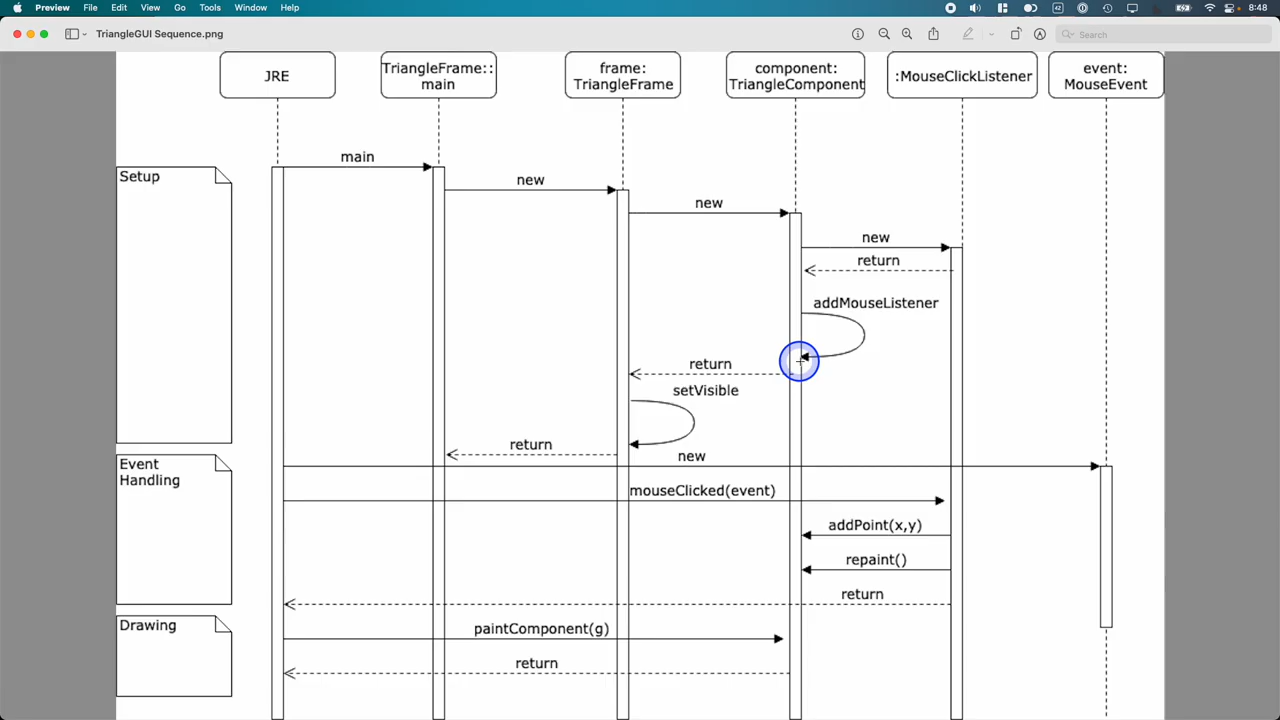 Preview File Edit View Go Tools Window Help
42
8:48
TriangleGUI Sequence.png
Search
JRE
TriangleFrame::
main
frame:
TriangleFrame
component:
TriangleComponent
:MouseClickListener
event:
MouseEvent
Setup
main
new
new
new
return
addMouseListener
return
setVisible
return
Event
Handling
new
mouseClicked(event)
addPoint(x,y)
repaint()
return
Drawing
paintComponent(g)
return